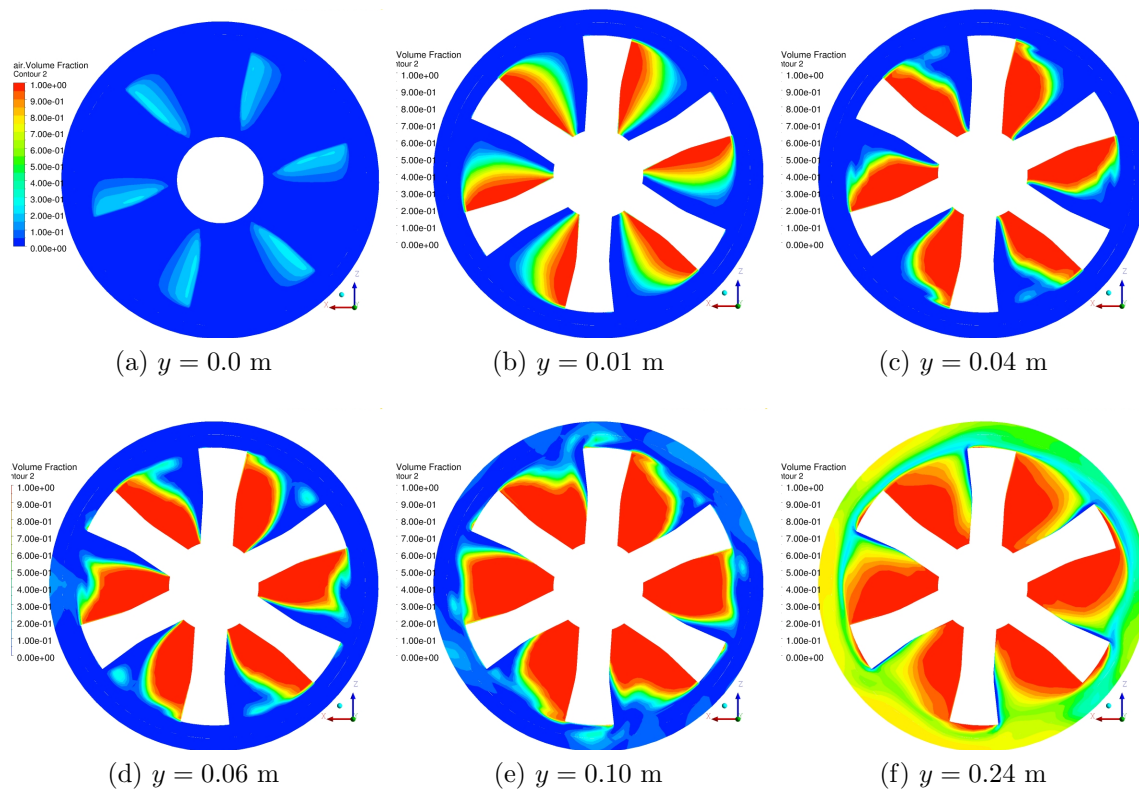 air.Volume Fraction
Contour 2
1.00e+00
9.00e-01
8.00e-01
7.00e-01
6.00e-01
5.00e-01
4.00e-01
3.00e-01
2.00e-01
1.00e-01
0.00e+00
X
Z
(a) y = 0.0 m
Volume Fraction
ntour 2
1.00e+00
9.00e-01
8.00e-01
7.00e-01
6.00e-01
5.00e-01
4.00e-01
3.00e-01
2.00e-01
1.00e-01
0.00e+00
X
Z
(b) y = 0.01 m
Volume Fraction
ntour 2
1.00e+00
9.00e-01
8.00e-01
7.00e-01
6.00e-01
5.00e-01
4.00e-01
3.00e-01
2.00e-01
1.00e-01
0.00e+00
X
Z
(c) y = 0.04 m
Volume Fraction
ntour 2
1.00e+00
9.00e-01
8.00e-01
7.00e-01
6.00e-01
5.00e-01
4.00e-01
3.00e-01
2.00e-01
1.00e-01
0.00e+00
X
Z
(d) y = 0.06 m
Volume Fraction
ntour 2
1.00e+00
9.00e-01
8.00e-01
7.00e-01
6.00e-01
5.00e-01
4.00e-01
3.00e-01
2.00e-01
1.00e-01
0.00e+00
X
Z
(e) y = 0.10 m
Volume Fraction
ntour 2
1.00e+00
9.00e-01
8.00e-01
7.00e-01
6.00e-01
5.00e-01
4.00e-01
3.00e-01
2.00e-01
1.00e-01
0.00e+00
X
Z
(f) y = 0.24 m